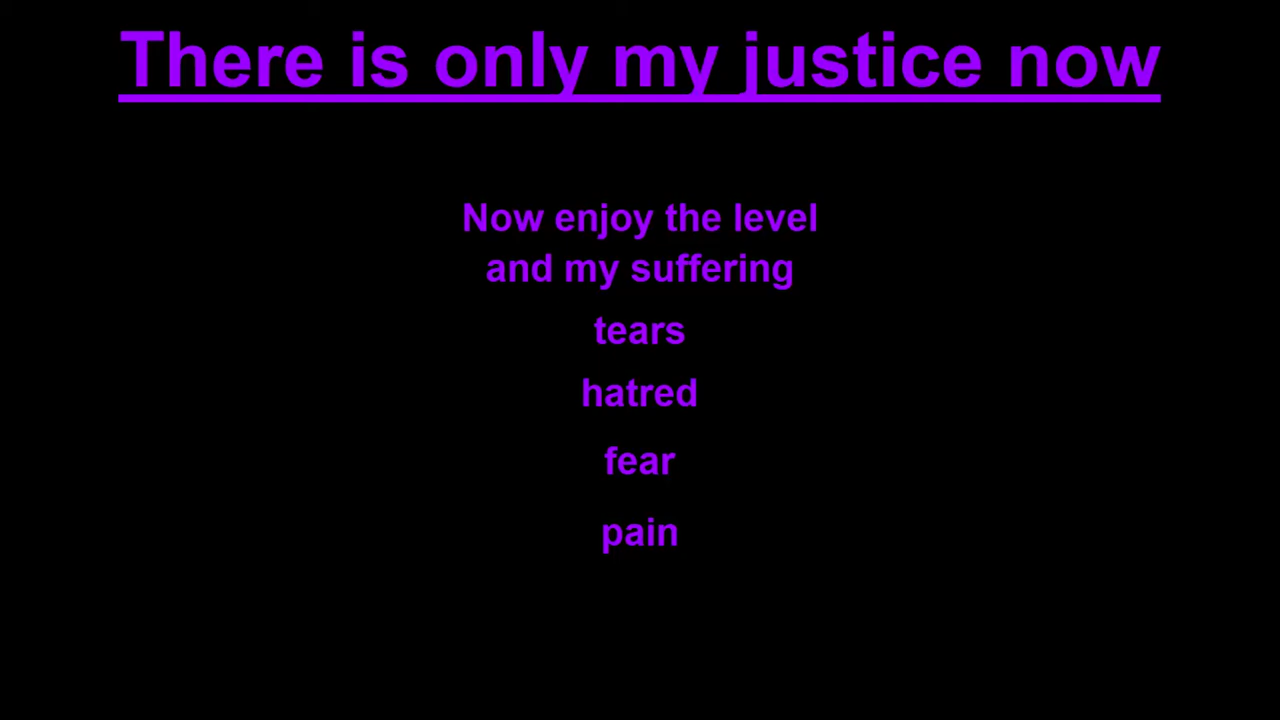 There is only my justice now
Now enjoy the level
and my suffering
tears
hatred
fear
pain